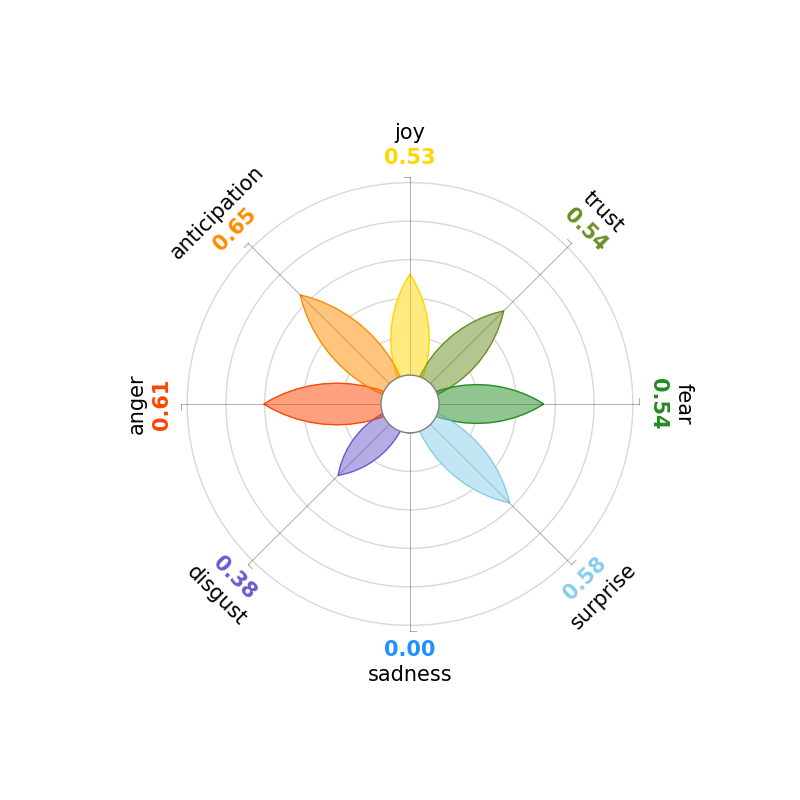 joy
0.53
trust
0.54
fear
0.54
surprise
0.58
sadness
0.00
disgust
0.38
anger
0.61
anticipation
0.65